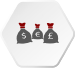 $ € £